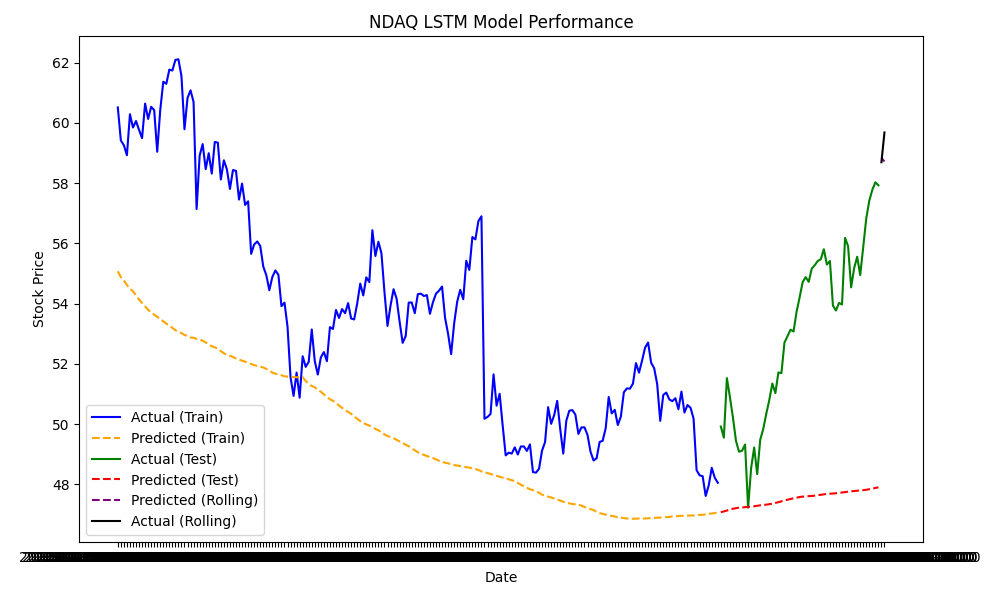 NDAQ LSTM Model Performance
62
60
58
56
54
52
50
48
Stock Price
Actual (Train)
Predicted (Train)
Actual (Test)
Predicted (Test)
Predicted (Rolling)
Actual (Rolling)
Date